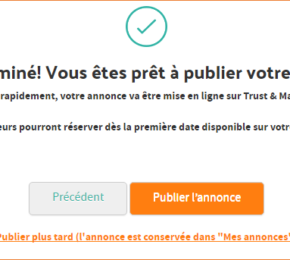 miné! Vous êtes prêt à publier votre
rapidement, votre annonce va être mise en ligne sur Trust & Ma
eurs pourront réserver dès la première date disponible sur votr
Précédent
Publier l'annonce
Publier plus tard (l'annonce est conservée dans "Mes annonces"